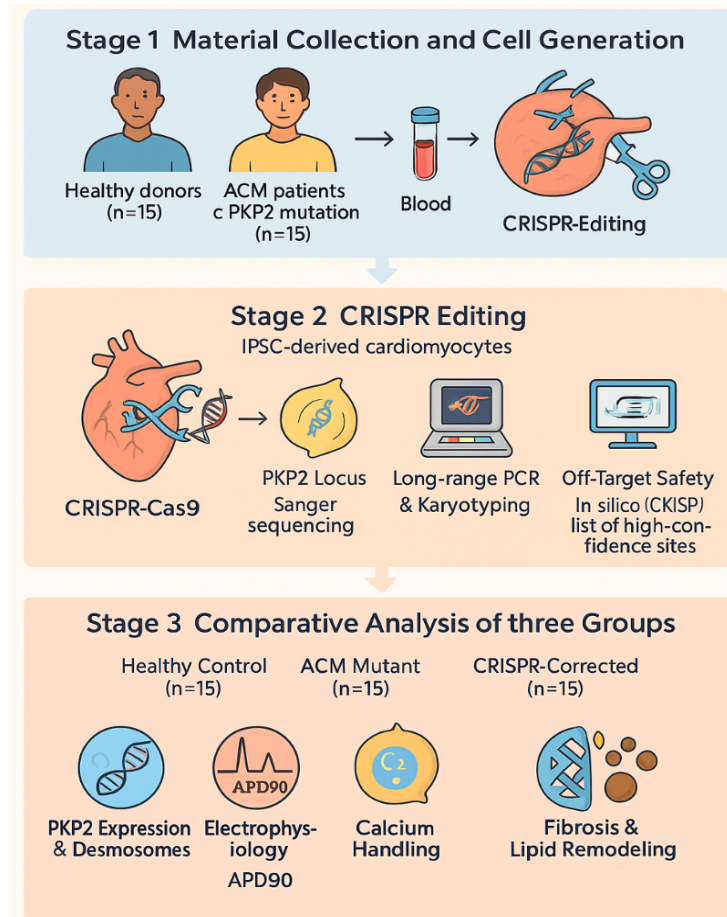 Stage 1 Material Collection and Cell Generation
Healthy donors
(n=15)
ACM patients
c PKP2 mutation
(n=15)
Blood
CRISPR-Editing
Stage 2 CRISPR Editing
IPSC-derived cardiomyocytes
CRISPR-Cas9
PKP2 Locus
Sanger
sequencing
Long-range PCR
& Karyotyping
Off-Target Safety
In silico (CKISP)
list of high-con-
fidence sites
Stage 3 Comparative Analysis of three Groups
Healthy Control
(n=15)
ACM Mutant
(n=15)
CRISPR-Corrected
(n=15)
PKP2 Expression
& Desmosomes
APD90
Electrophys-
iology
APD90
C2
Calcium
Handling
Fibrosis &
Lipid Remodeling